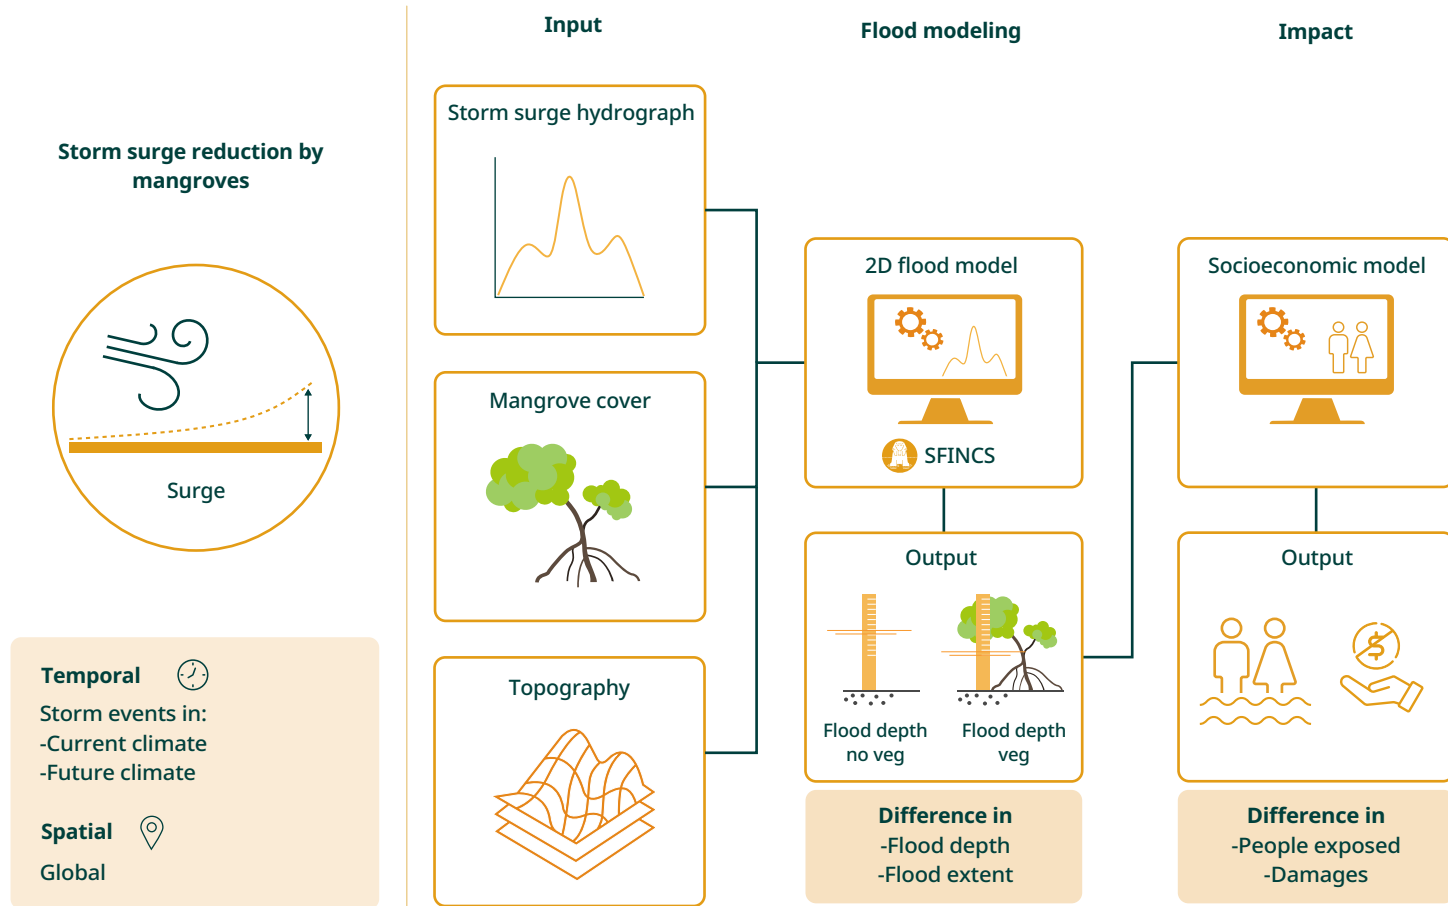 Storm surge reduction by
mangroves
Surge
Temporal
Storm events in:
-Current climate
-Future climate
Spatial
Global
Input
Storm surge hydrograph
Mangrove cover
Topography
Flood modeling
2D flood model
SFINCS
Output
Flood depth
no veg
Flood depth
veg
Difference in
-Flood depth
-Flood extent
Impact
Socioeconomic model
Output
$
Difference in
-People exposed
-Damages